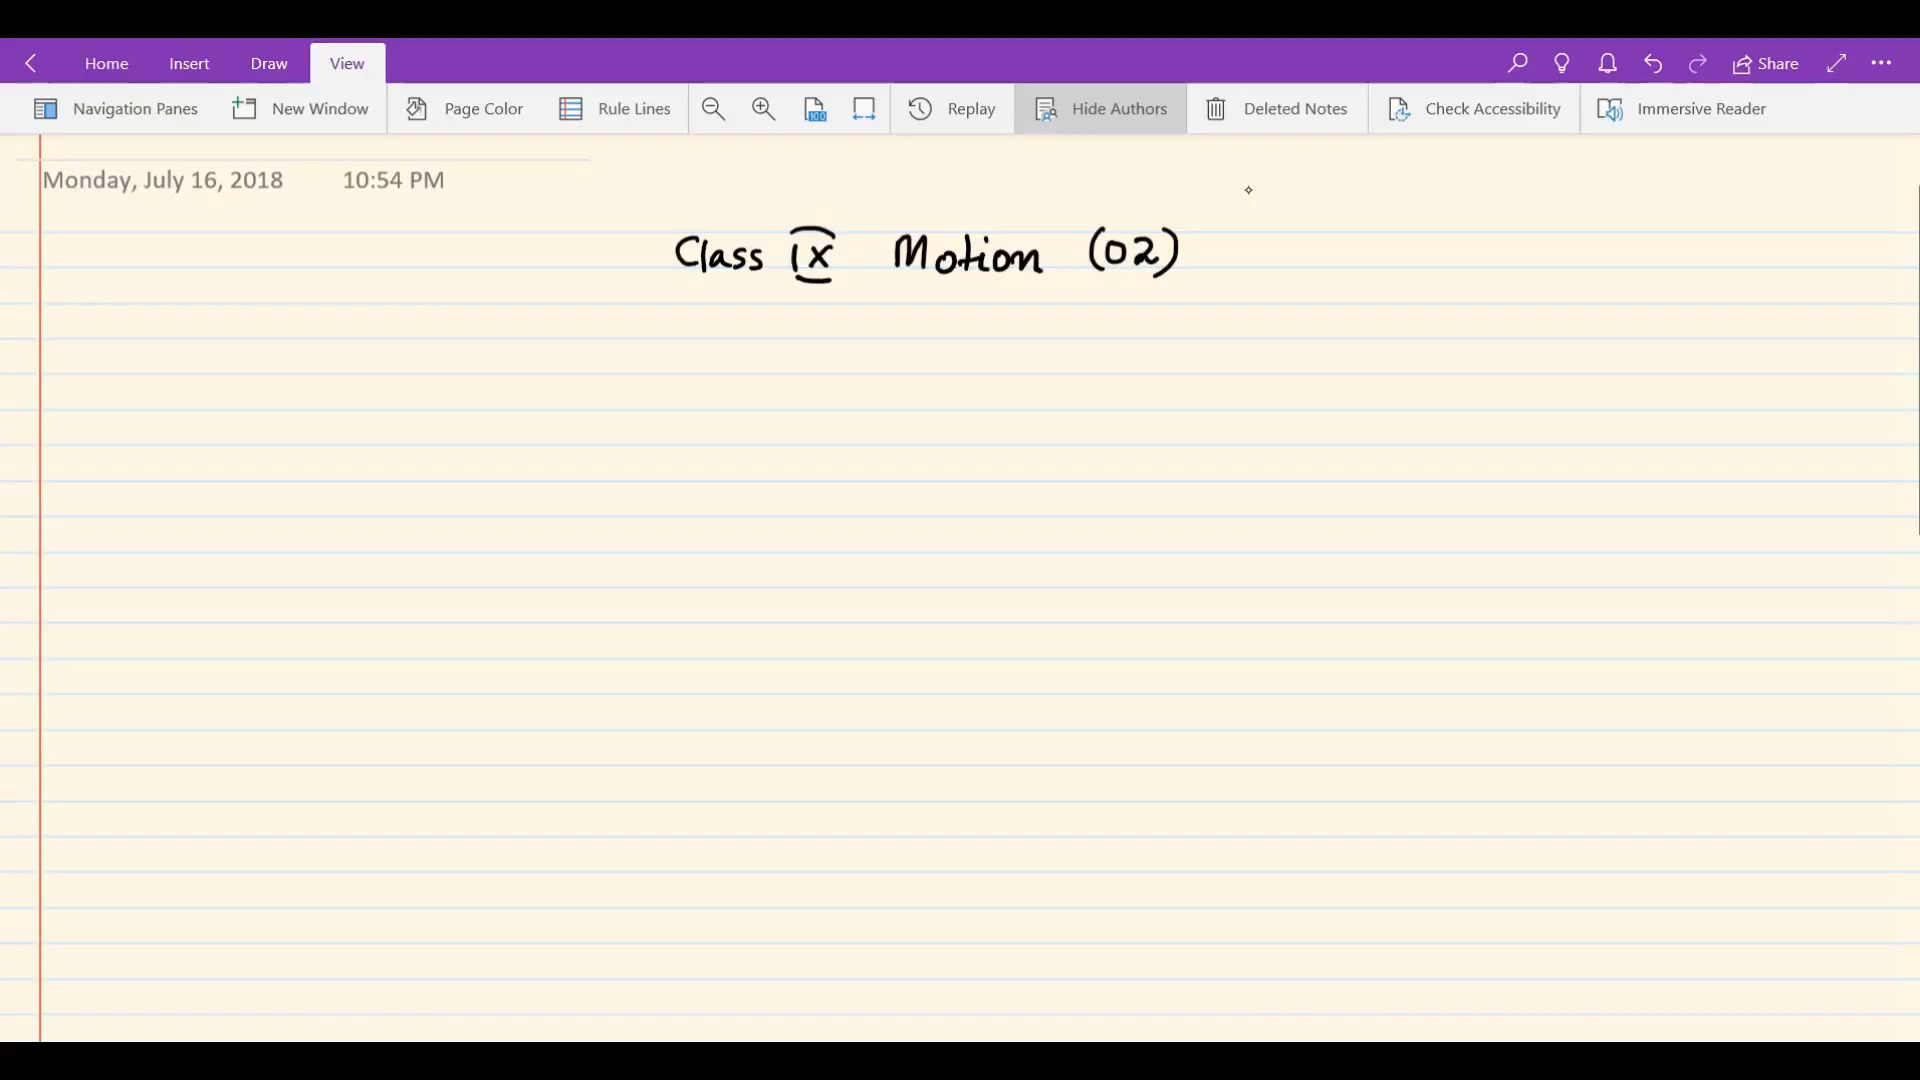 Home Insert Draw View Share
Navigation Panes New Window Page Color Rule Lines 100 Replay Hide Authors Deleted Notes Check Accessibility Immersive Reader
Monday, July 16, 2018 10:54 PM
Class IX Motion (02)